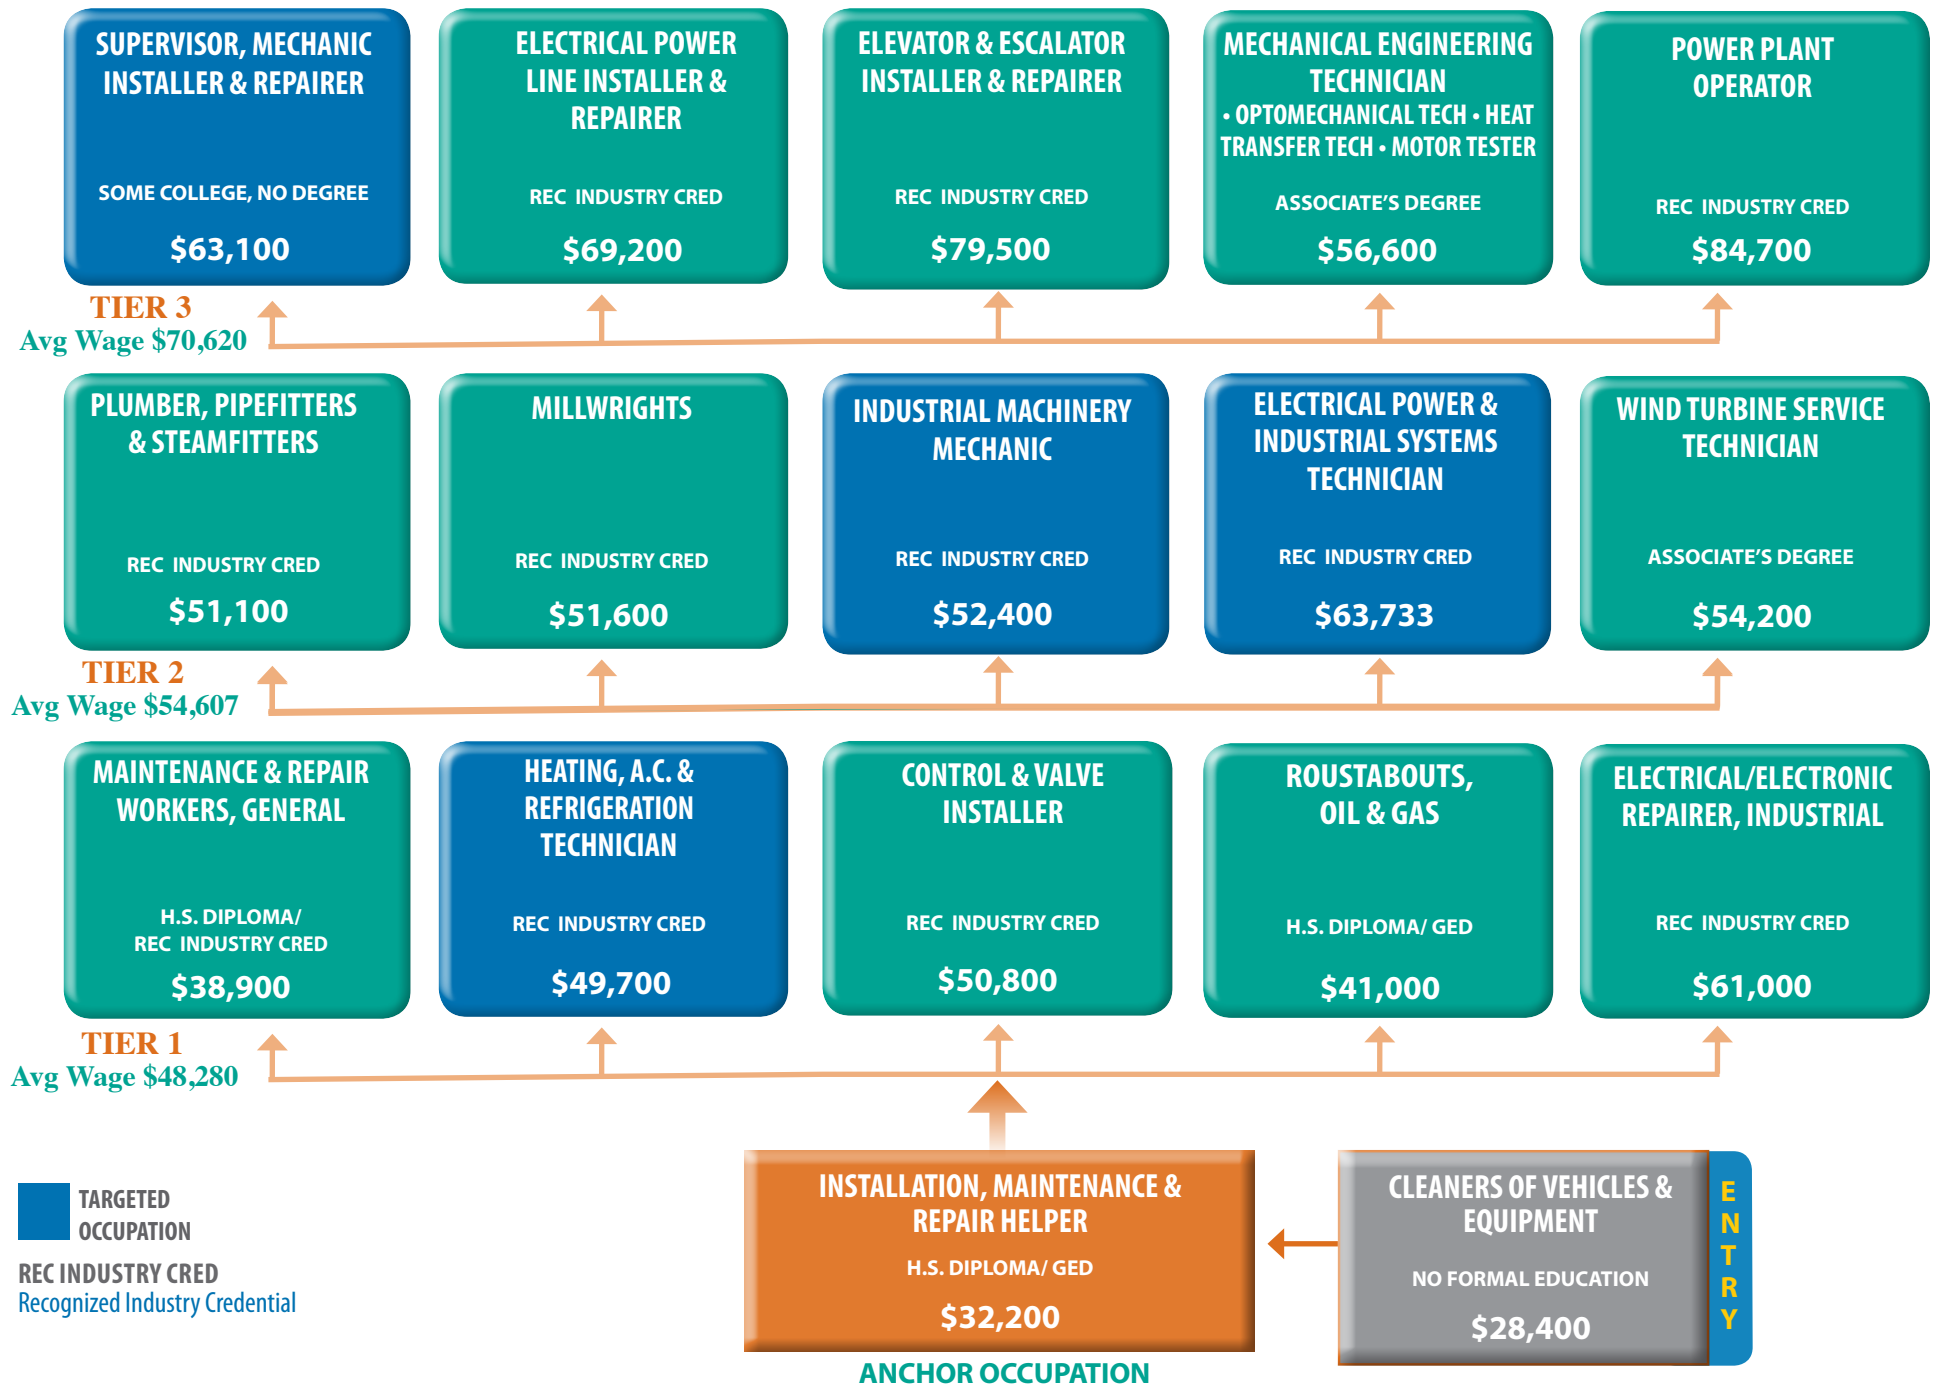 SUPERVISOR, MECHANIC
INSTALLER & REPAIRER
SOME COLLEGE, NO DEGREE
$63,100
ELECTRICAL POWER
LINE INSTALLER &
REPAIRER
REC INDUSTRY CRED
$69,200
ELEVATOR & ESCALATOR
INSTALLER & REPAIRER
REC INDUSTRY CRED
$79,500
MECHANICAL ENGINEERING
TECHNICIAN
• OPTOMECHANICAL TECH • HEAT
TRANSFER TECH • MOTOR TESTER
ASSOCIATE'S DEGREE
$56,600
POWER PLANT
OPERATOR
REC INDUSTRY CRED
$84,700
TIER 3
Avg Wage $70,620
PLUMBER, PIPEFITTERS
& STEAMFITTERS
REC INDUSTRY CRED
$51,100
MILLWRIGHTS
REC INDUSTRY CRED
$51,600
INDUSTRIAL MACHINERY
MECHANIC
REC INDUSTRY CRED
$52,400
ELECTRICAL POWER &
INDUSTRIAL SYSTEMS
TECHNICIAN
REC INDUSTRY CRED
$63,733
WIND TURBINE SERVICE
TECHNICIAN
ASSOCIATE'S DEGREE
$54,200
TIER 2
Avg Wage $54,607
MAINTENANCE & REPAIR
WORKERS, GENERAL
H.S. DIPLOMA/
REC INDUSTRY CRED
$38,900
HEATING, A.C. &
REFRIGERATION
TECHNICIAN
REC INDUSTRY CRED
$49,700
CONTROL & VALVE
INSTALLER
REC INDUSTRY CRED
$50,800
ROUSTABOUTS,
OIL & GAS
H.S. DIPLOMA/ GED
$41,000
ELECTRICAL/ELECTRONIC
REPAIRER, INDUSTRIAL
REC INDUSTRY CRED
$61,000
TIER 1
Avg Wage $48,280
TARGETED
OCCUPATION
REC INDUSTRY CRED
Recognized Industry Credential
INSTALLATION, MAINTENANCE &
REPAIR HELPER
H.S. DIPLOMA/ GED
$32,200
ANCHOR OCCUPATION
CLEANERS OF VEHICLES &
EQUIPMENT
NO FORMAL EDUCATION
$28,400
ENTRY